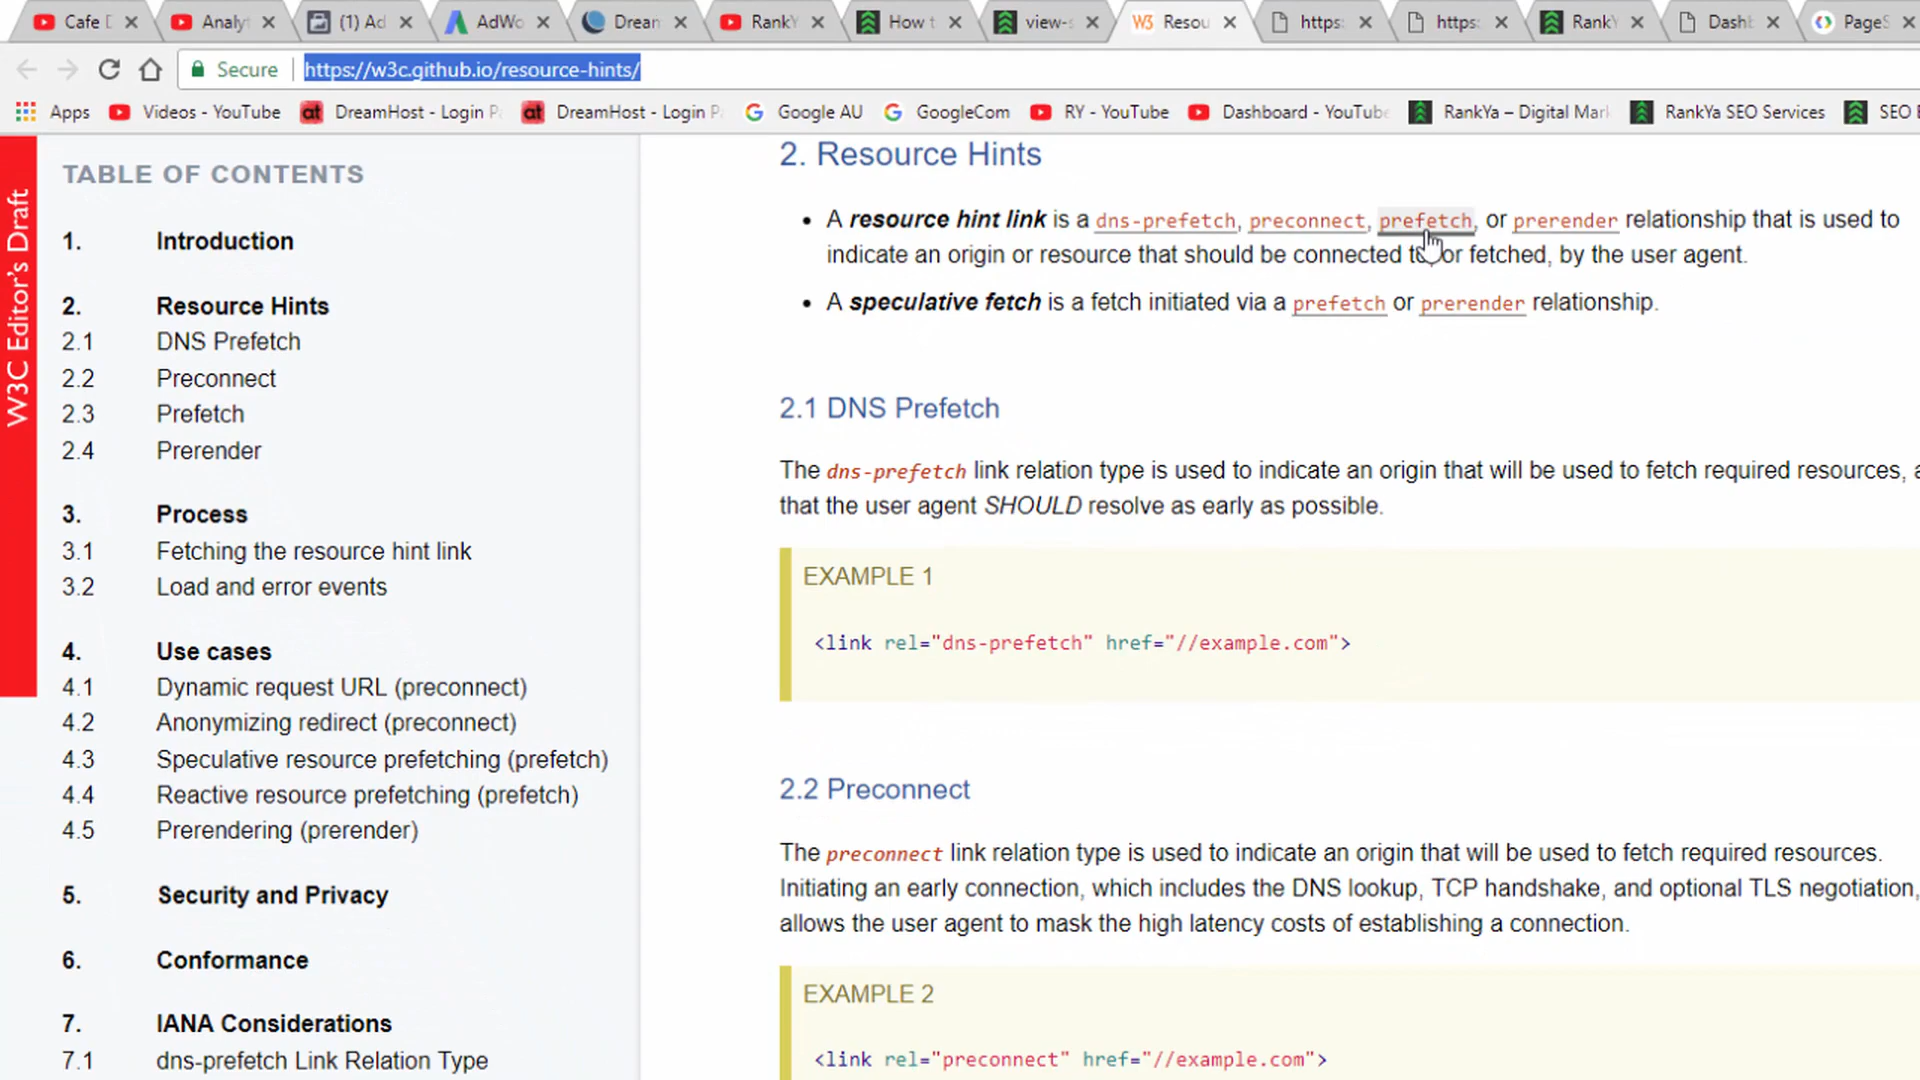 Cafe D
Analyt
(1) Ad
AdWo
Dream
RankY
How t
view-s
W3 Resou
https:
https:
RankY
Dashb
PageS
Secure
https://w3c.github.io/resource-hints/
Apps
Videos - YouTube
DreamHost - Login P
DreamHost - Login P
Google AU
GoogleCom
RY - YouTube
Dashboard - YouTube
RankYa – Digital Mar
RankYa SEO Services
SEO
W3C Editor's Draft
TABLE OF CONTENTS
1. Introduction
2. Resource Hints
2.1 DNS Prefetch
2.2 Preconnect
2.3 Prefetch
2.4 Prerender
3. Process
3.1 Fetching the resource hint link
3.2 Load and error events
4. Use cases
4.1 Dynamic request URL (preconnect)
4.2 Anonymizing redirect (preconnect)
4.3 Speculative resource prefetching (prefetch)
4.4 Reactive resource prefetching (prefetch)
4.5 Prerendering (prerender)
5. Security and Privacy
6. Conformance
7. IANA Considerations
7.1 dns-prefetch Link Relation Type
2. Resource Hints
• A resource hint link is a dns-prefetch, preconnect, prefetch, or prerender relationship that is used to
indicate an origin or resource that should be connected to, or fetched, by the user agent.
• A speculative fetch is a fetch initiated via a prefetch or prerender relationship.
2.1 DNS Prefetch
The dns-prefetch link relation type is used to indicate an origin that will be used to fetch required resources, a
that the user agent SHOULD resolve as early as possible.
EXAMPLE 1
<link rel="dns-prefetch" href="//example.com">
2.2 Preconnect
The preconnect link relation type is used to indicate an origin that will be used to fetch required resources.
Initiating an early connection, which includes the DNS lookup, TCP handshake, and optional TLS negotiation,
allows the user agent to mask the high latency costs of establishing a connection.
EXAMPLE 2
<link rel="preconnect" href="//example.com">